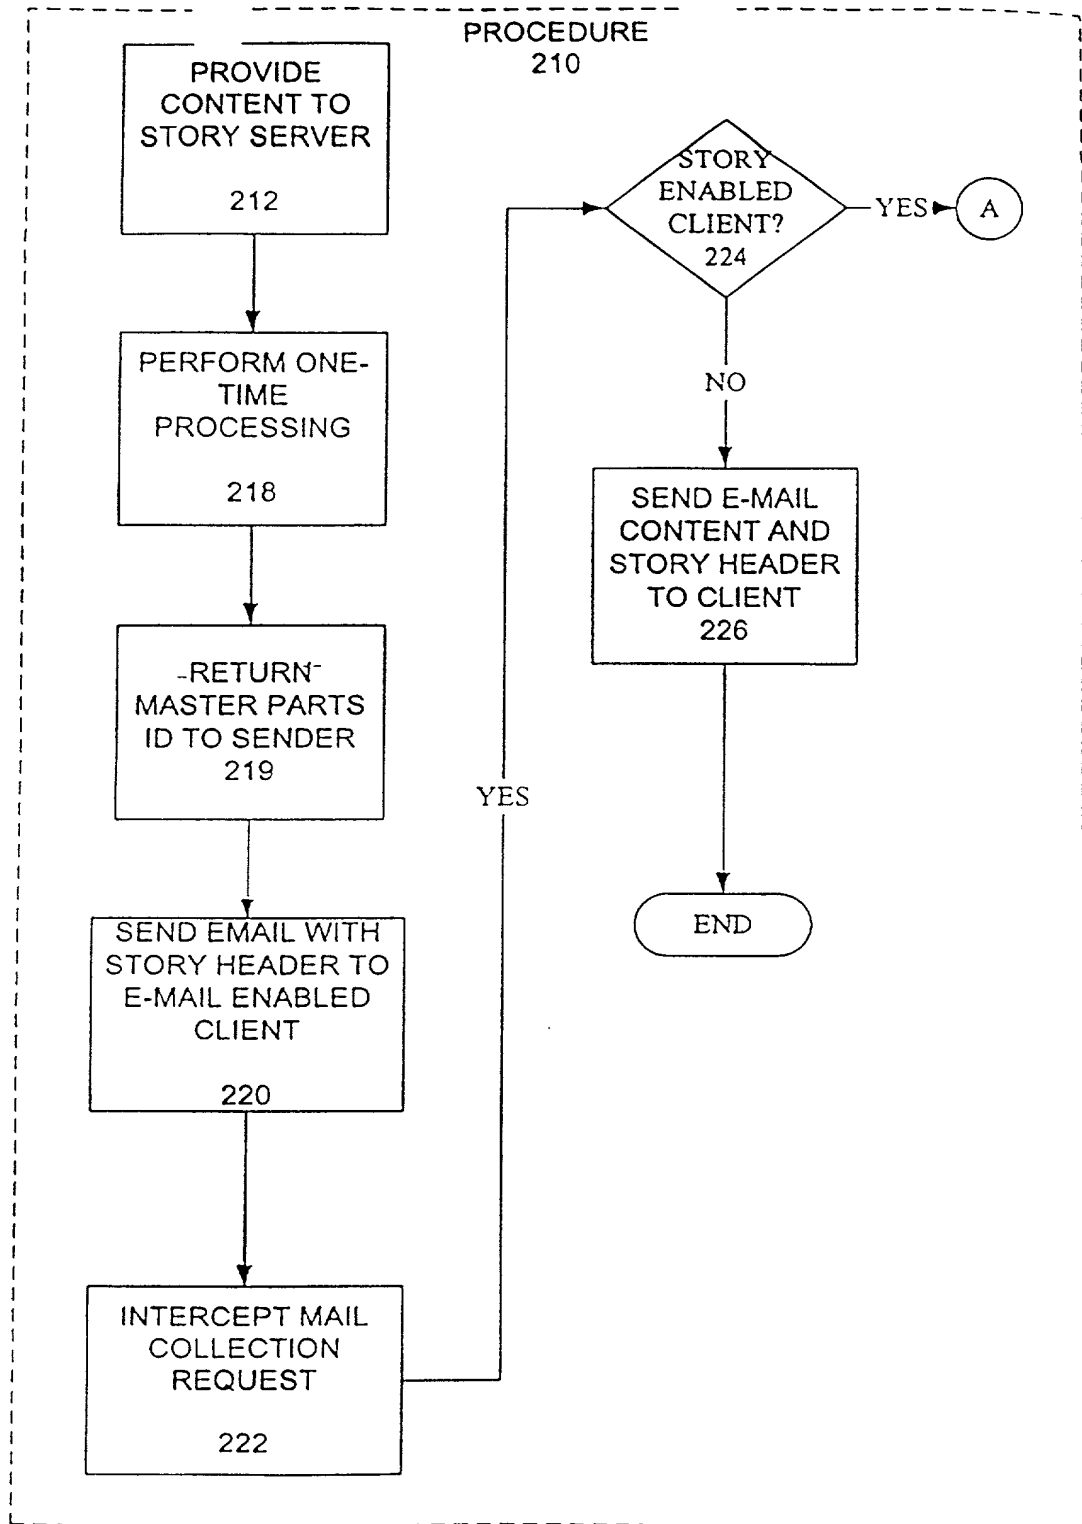 PROCEDURE
210
PROVIDE
CONTENT TO
STORY SERVER
212
PERFORM ONE-
TIME
PROCESSING
218
RETURN
MASTER PARTS
ID TO SENDER
219
SEND EMAIL WITH
STORY HEADER TO
E-MAIL ENABLED
CLIENT
220
INTERCEPT MAIL
COLLECTION
REQUEST
222
YES
STORY
ENABLED
CLIENT?
224
YES
A
NO
SEND E-MAIL
CONTENT AND
STORY HEADER
TO CLIENT
226
END